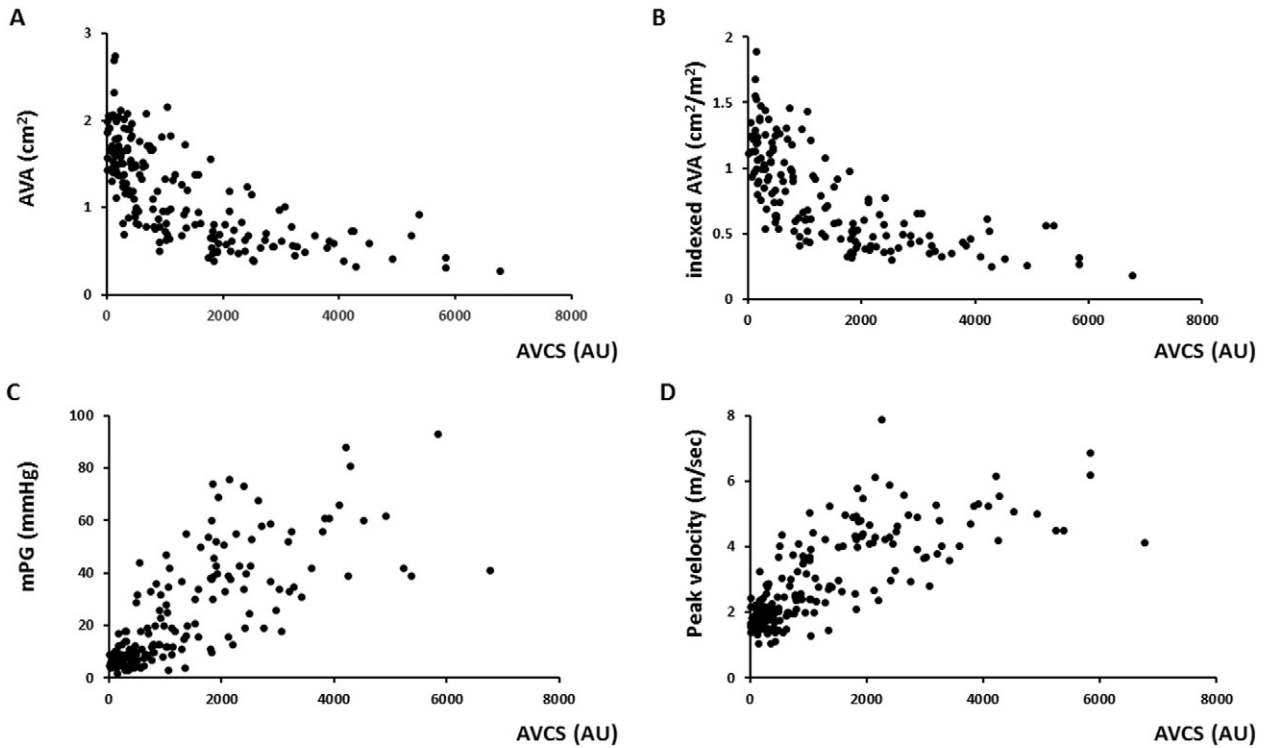 A
AVA (cm²)
3
2
1
0
0 2000 4000 6000 8000
AVCS (AU)
B
indexed AVA (cm²/m²)
2
1.5
1
0.5
0
0 2000 4000 6000 8000
AVCS (AU)
C
mPG (mmHg)
100
80
60
40
20
0
0 2000 4000 6000 8000
AVCS (AU)
D
Peak velocity (m/sec)
8
6
4
2
0
0 2000 4000 6000 8000
AVCS (AU)